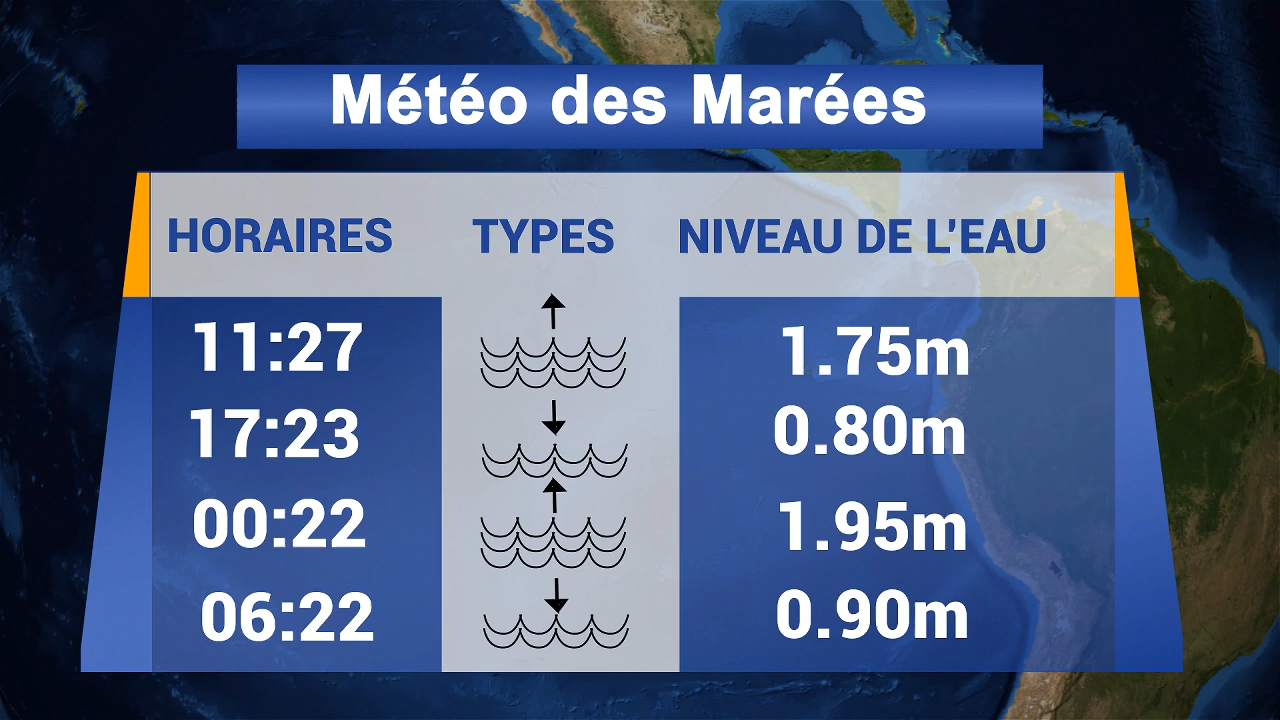 Météo des Marées
HORAIRES TYPES NIVEAU DE L'EAU
11:27 1.75m
17:23 0.80m
00:22 1.95m
06:22 0.90m